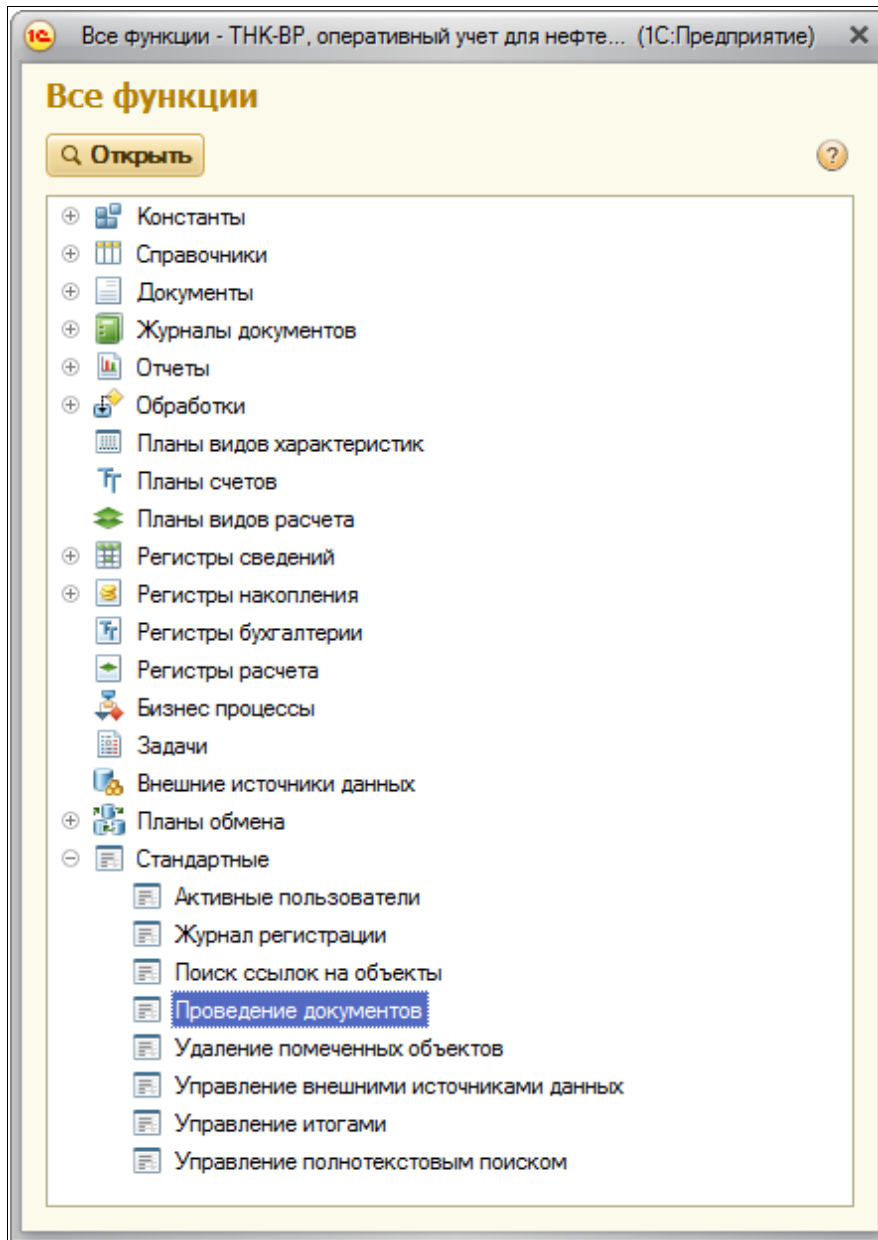 1С Все функции - ТНК-ВР, оперативный учет для нефте... (1С:Предприятие)
Все функции
Открыть ?
Константы
Справочники
Документы
Журналы документов
Отчеты
Обработки
Планы видов характеристик
Планы счетов
Планы видов расчета
Регистры сведений
Регистры накопления
Регистры бухгалтерии
Регистры расчета
Бизнес процессы
Задачи
Внешние источники данных
Планы обмена
Стандартные
Активные пользователи
Журнал регистрации
Поиск ссылок на объекты
Проведение документов
Удаление помеченных объектов
Управление внешними источниками данных
Управление итогами
Управление полнотекстовым поиском